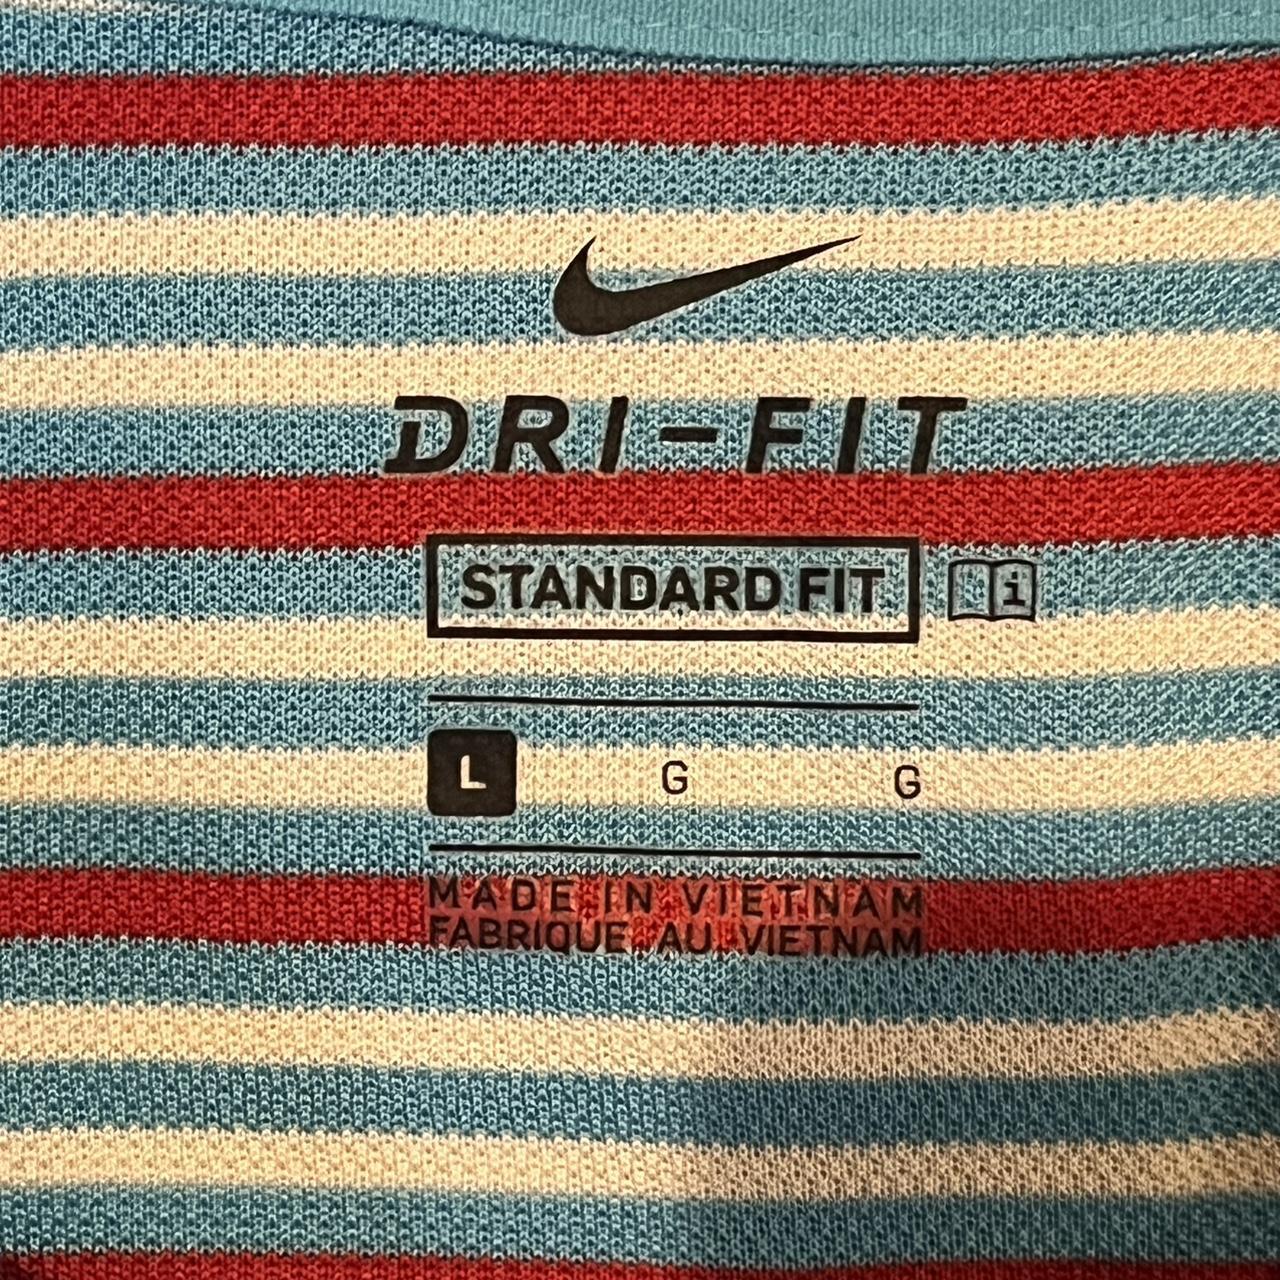 DRI-FIT
STANDARD FIT i
L G G
MADE IN VIETNAM
FABRIQUE AU VIETNAM